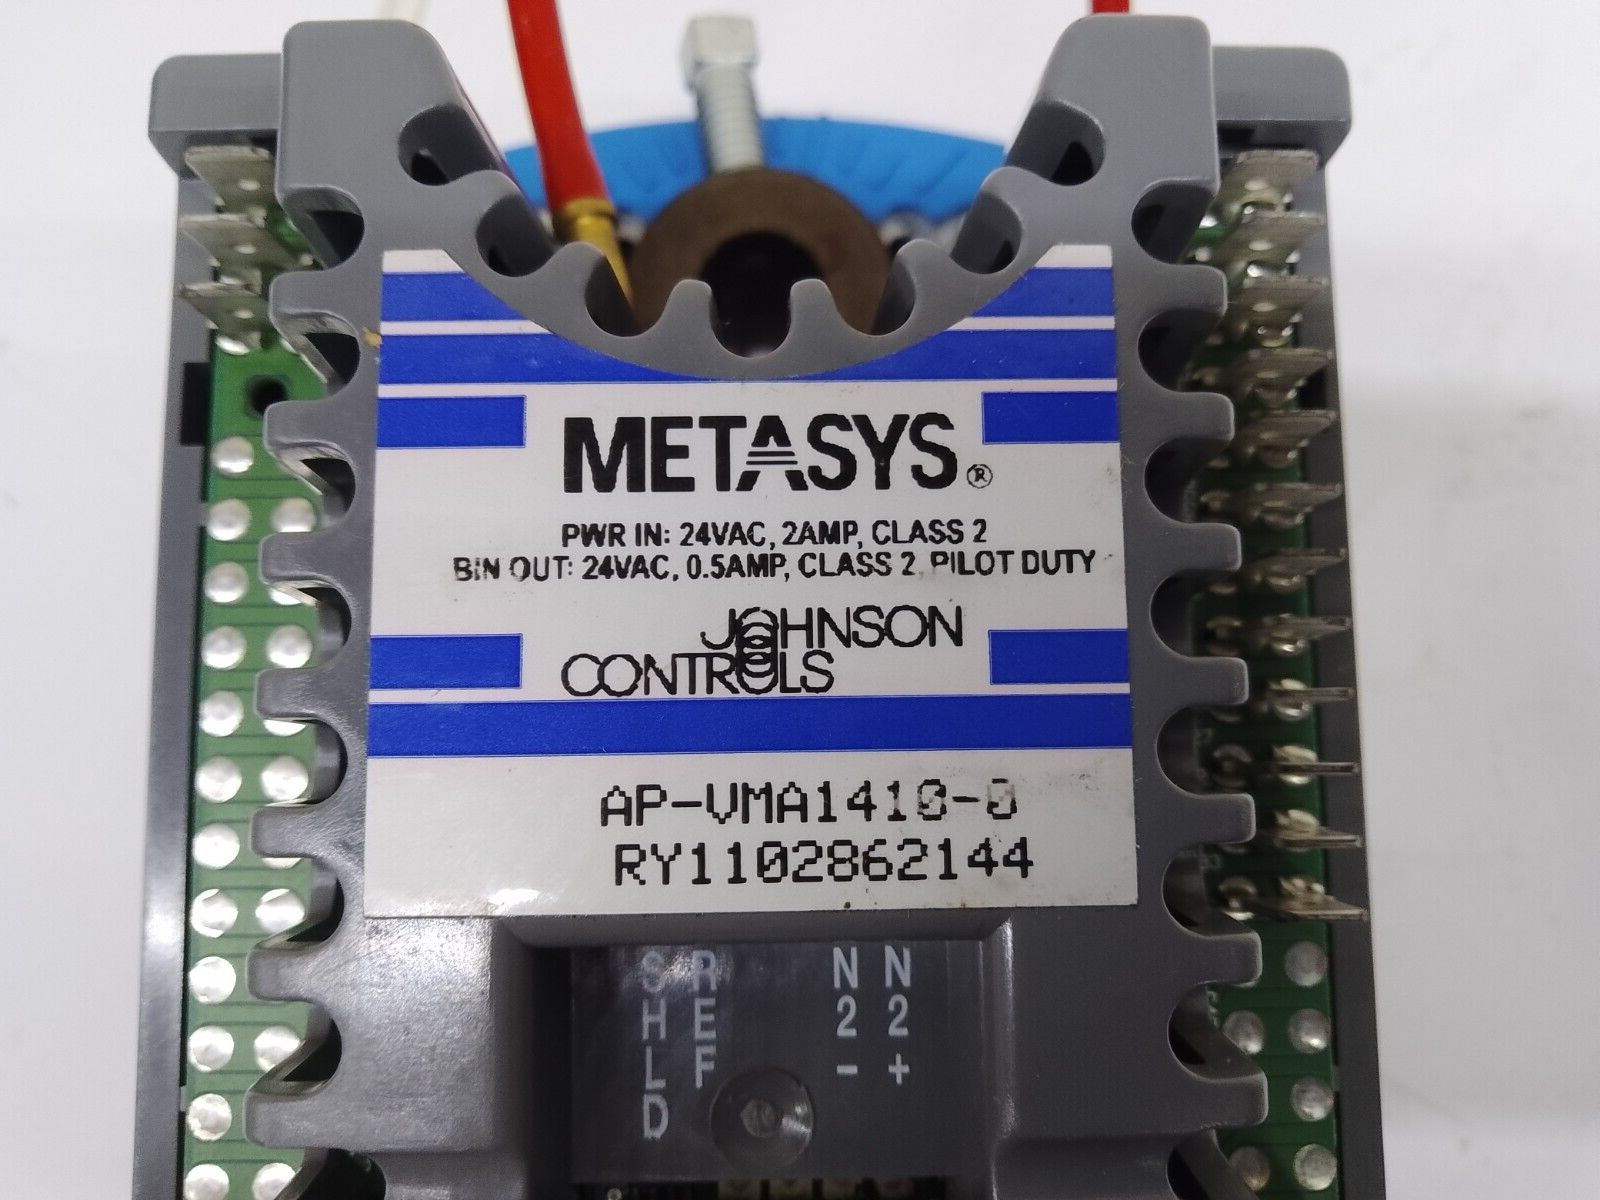 METASYS®
PWR IN: 24VAC, 2AMP, CLASS 2
BIN OUT: 24VAC, 0.5AMP, CLASS 2, PILOT DUTY
JOHNSON
CONTROLS
AP-VMA1410-0
RY1102862144
SHLD REF N2- N2+